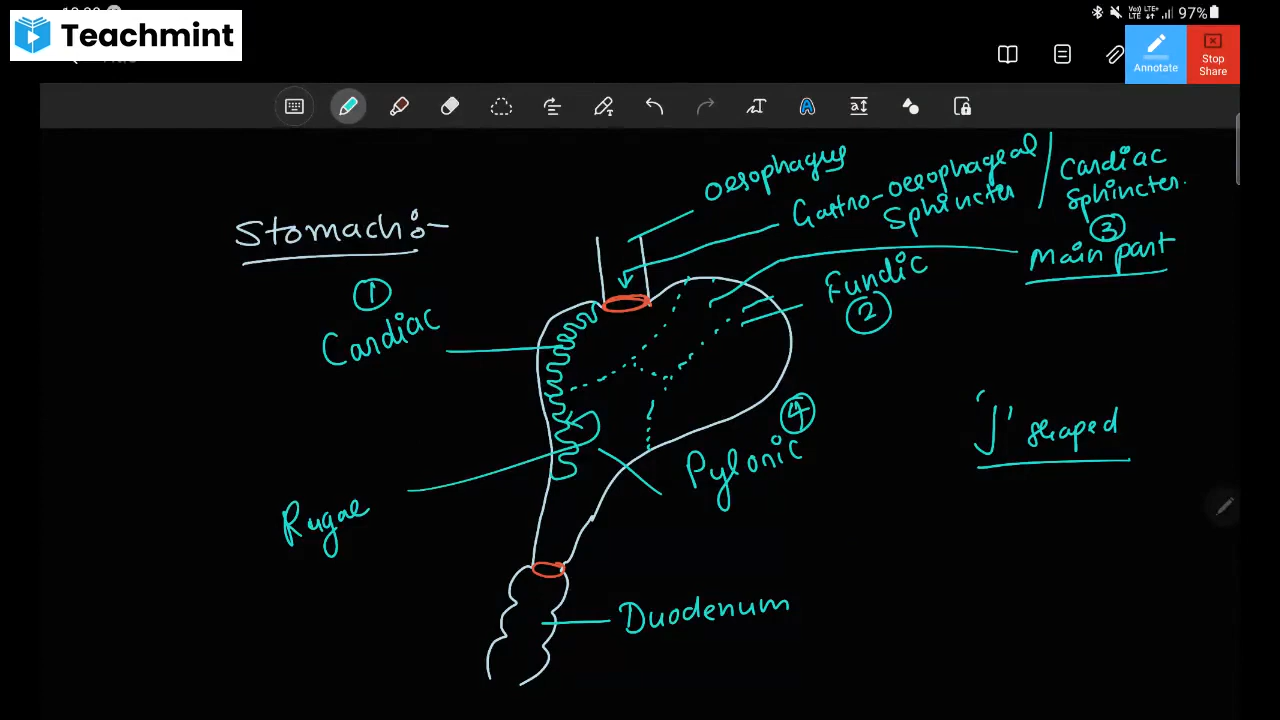 97%
Teachmint
Annotate
Stop
Share
Stomach:-
Oesophagus
Gastro-oesophageal
Sphincter
/ Cardiac
Sphincter.
③
Main part
Fundic
②
①
Cardiac
④
Pyloric
'J' shaped
Rugae
Duodenum